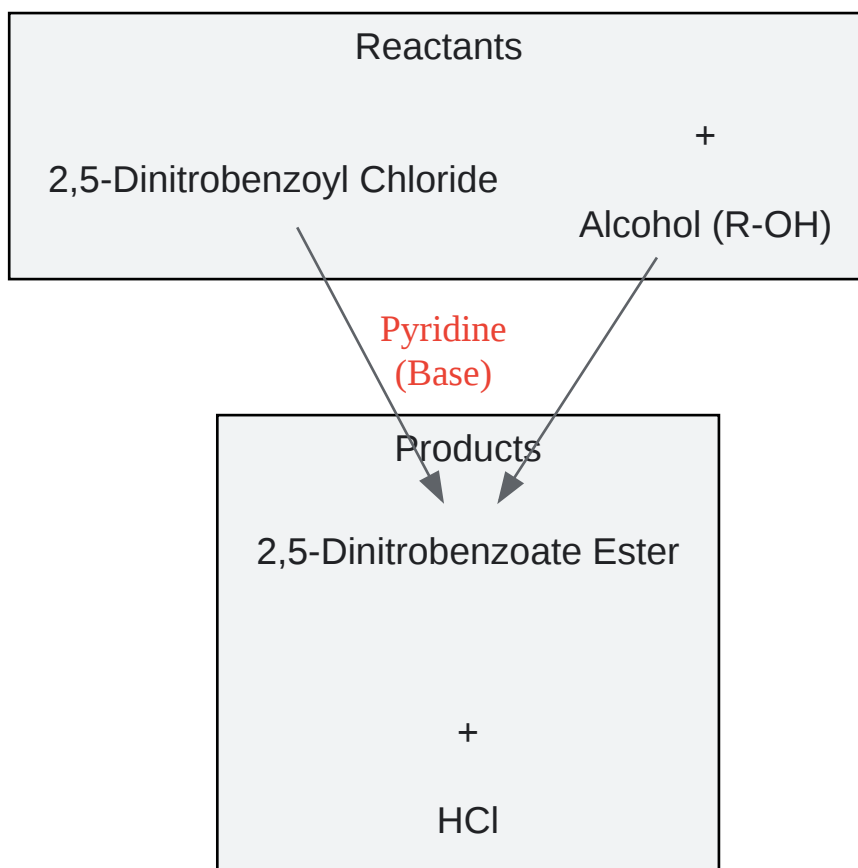 Reactants
+
2,5-Dinitrobenzoyl Chloride
Alcohol (R-OH)
Pyridine
(Base)
Products
2,5-Dinitrobenzoate Ester
+
HCl